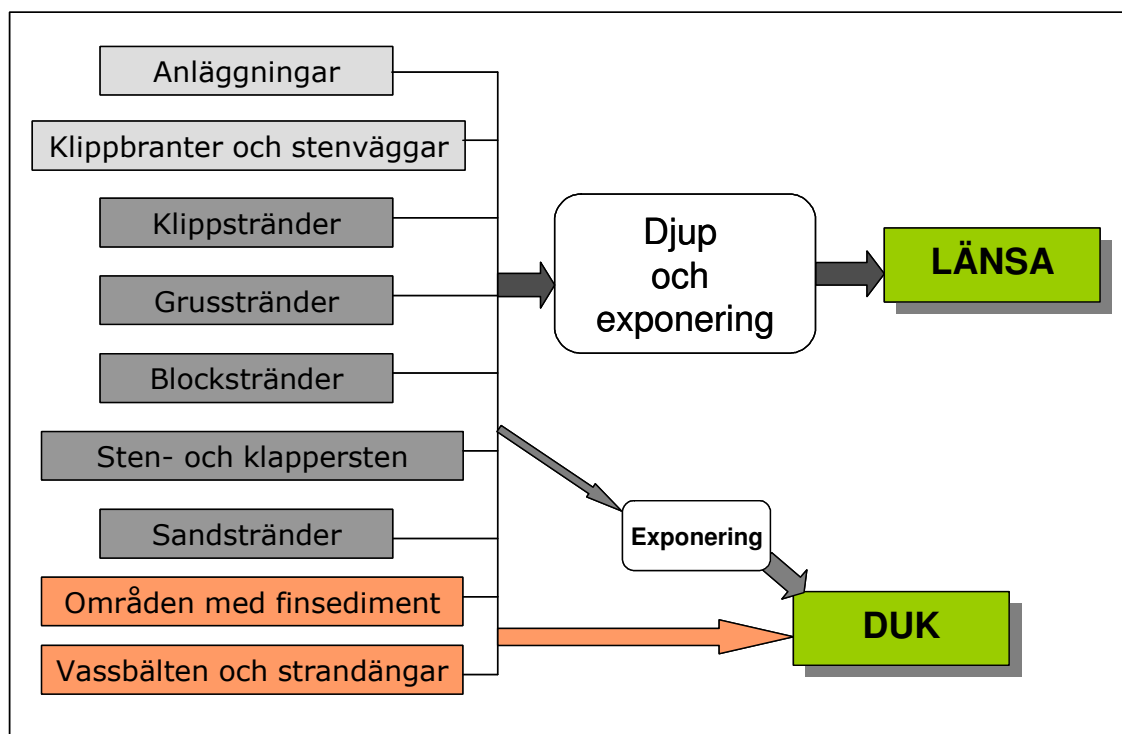 Anläggningar
Klippbranter och stenväggar
Klippstränder
Grusstränder
Blockstränder
Sten- och klappersten
Sandstränder
Områden med finsediment
Vassbälten och strandängar
Djup
och
exponering
LÄNSA
Exponering
DUK